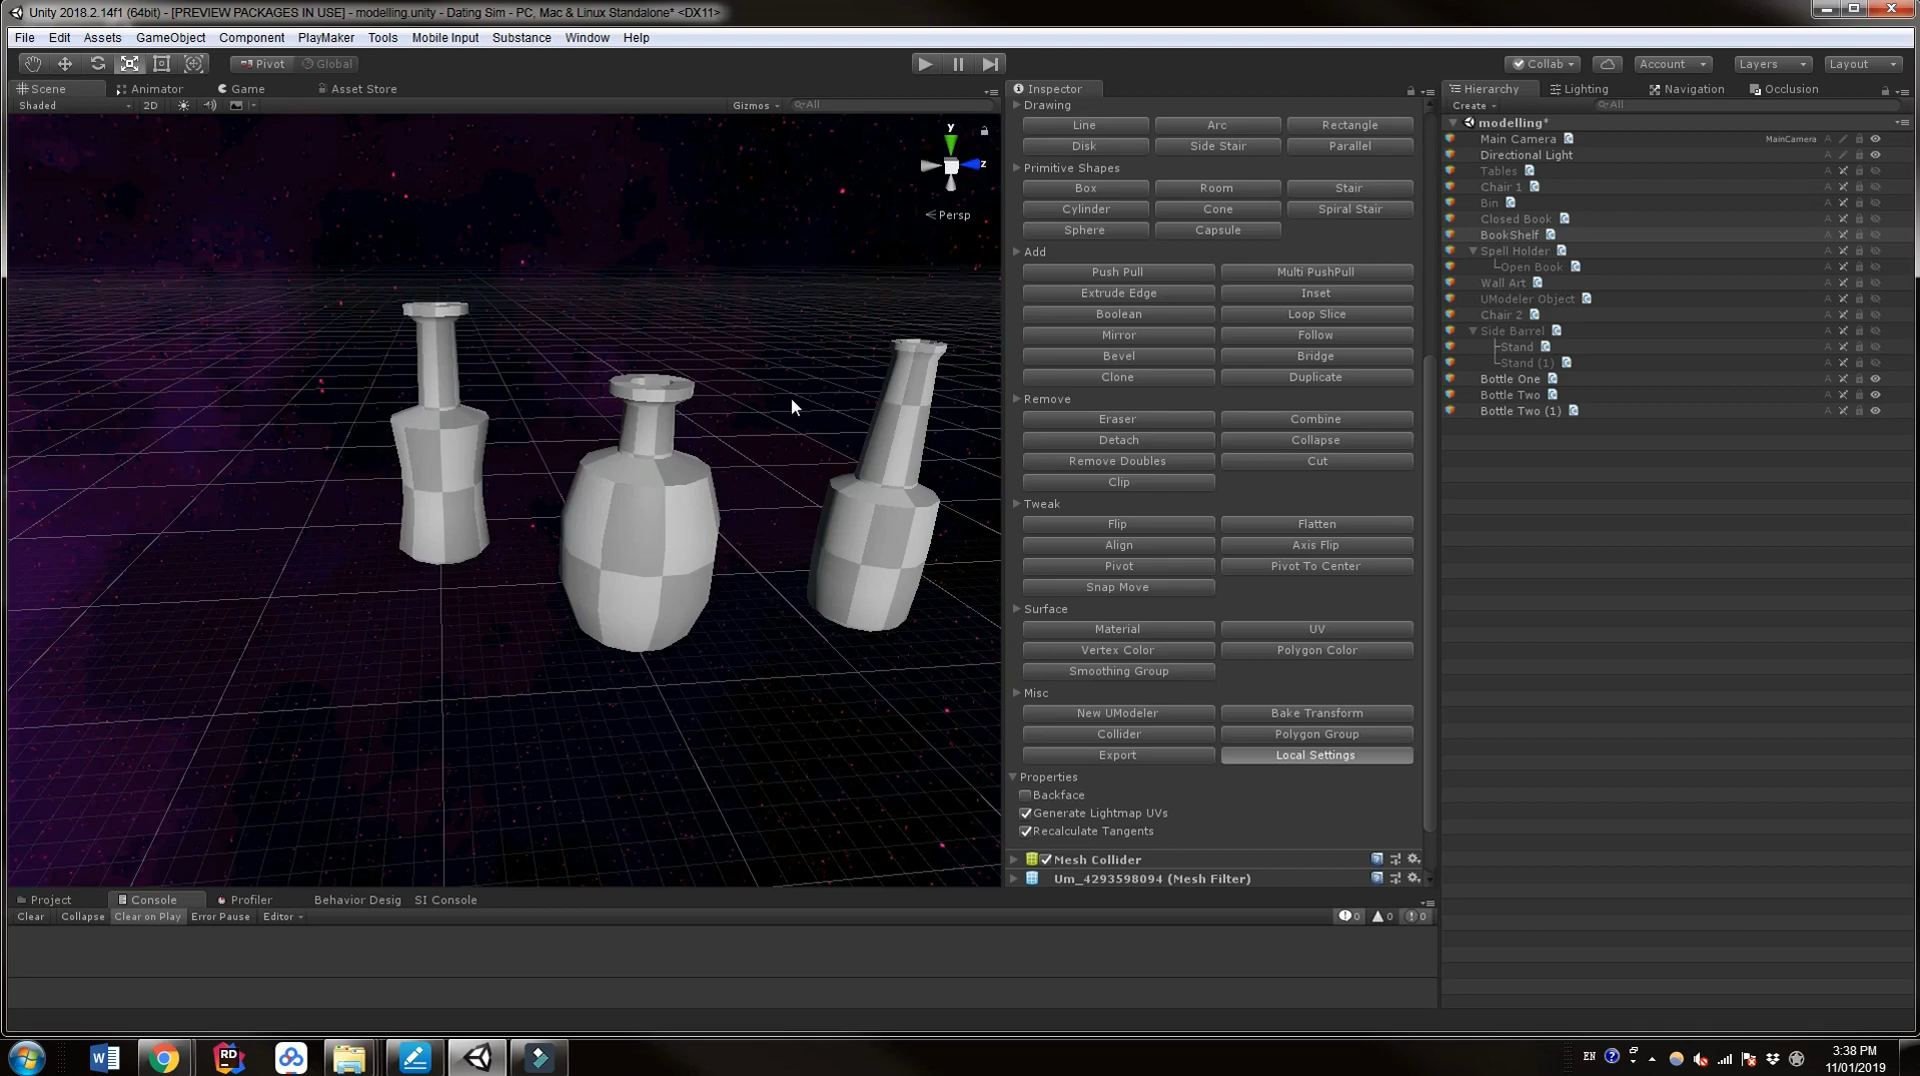 Unity 2018.2.14f1 (64bit) - [PREVIEW PACKAGES IN USE] - modelling.unity - Dating Sim - PC, Mac & Linux Standalone* <DX11>
File Edit Assets GameObject Component PlayMaker Tools Mobile Input Substance Window Help
Pivot Global Collab Account Layers Layout
Scene Animator Game Asset Store Inspector Hierarchy Lighting Navigation Occlusion
Shaded 2D Gizmos All
Drawing
Line Arc Rectangle
Disk Side Stair Parallel
Primitive Shapes
Box Room Stair
Cylinder Cone Spiral Stair
Sphere Capsule
Add
Push Pull Multi PushPull
Extrude Edge Inset
Boolean Loop Slice
Mirror Follow
Bevel Bridge
Clone Duplicate
Remove
Eraser Combine
Detach Collapse
Remove Doubles Cut
Clip
Tweak
Flip Flatten
Align Axis Flip
Pivot Pivot To Center
Snap Move
Surface
Material UV
Vertex Color Polygon Color
Smoothing Group
Misc
New UModeler Bake Transform
Collider Polygon Group
Export Local Settings
Properties
Backface
Generate Lightmap UVs
Recalculate Tangents
Mesh Collider
Um_4293598094 (Mesh Filter)
y
z
Persp
Create All
modelling*
Main Camera MainCamera A
Directional Light A
Tables A
Chair 1 A
Bin A
Closed Book A
BookShelf A
Spell Holder A
Open Book A
Wall Art A
UModeler Object A
Chair 2 A
Side Barrel A
Stand A
Stand (1) A
Bottle One A
Bottle Two A
Bottle Two (1) A
Project Console Profiler Behavior Desig SI Console
Clear Collapse Clear on Play Error Pause Editor 0 0 0
W RD EN
3:38 PM
11/01/2019